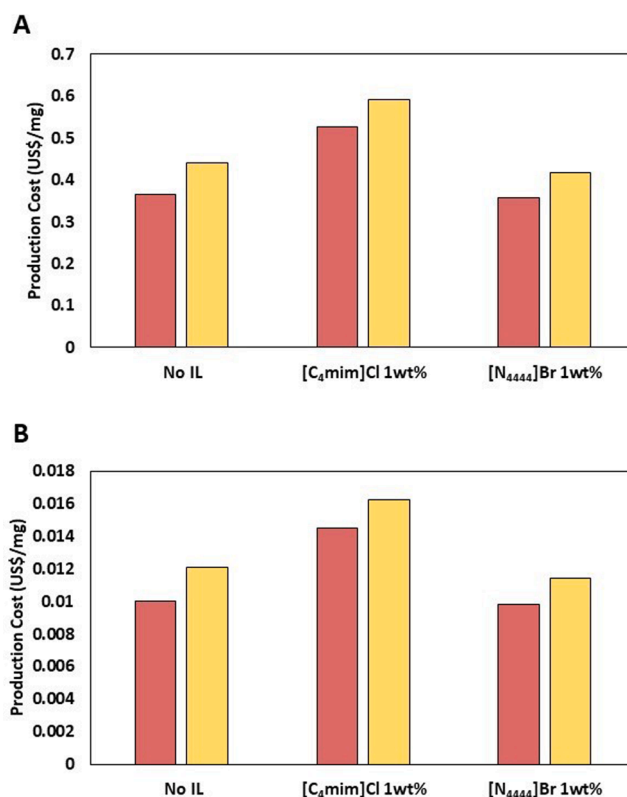 A
Production Cost (US$/mg)
0.7
0.6
0.5
0.4
0.3
0.2
0.1
0
No IL
[C₄mim]Cl 1wt%
[N₄₄₄₄]Br 1wt%
B
Production Cost (US$/mg)
0.018
0.016
0.014
0.012
0.01
0.008
0.006
0.004
0.002
0
No IL
[C₄mim]Cl 1wt%
[N₄₄₄₄]Br 1wt%